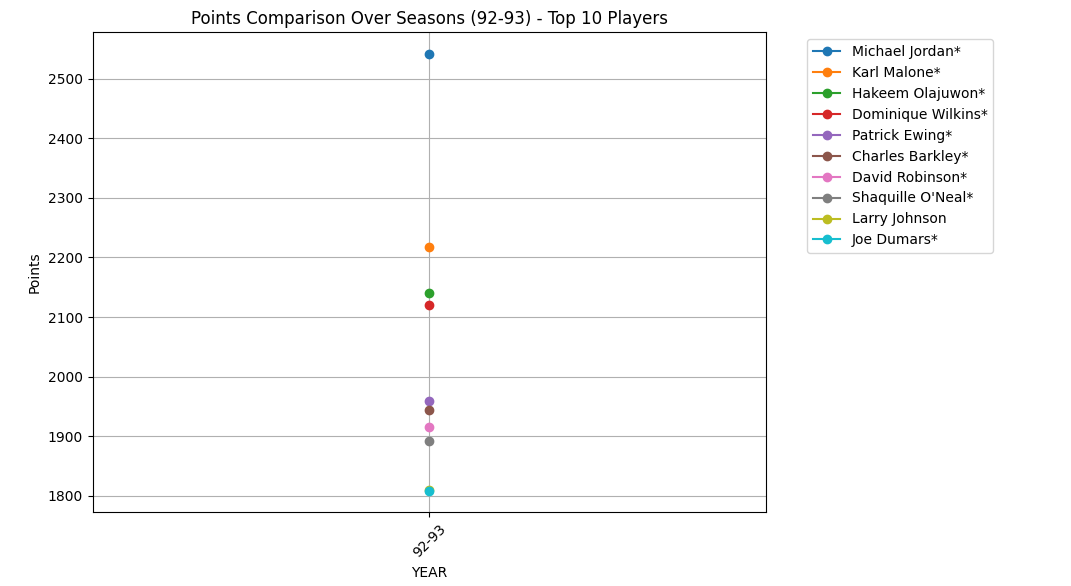 Points Comparison Over Seasons (92-93) - Top 10 Players
Points
2500
2400
2300
2200
2100
2000
1900
1800
92-93
YEAR
Michael Jordan*
Karl Malone*
Hakeem Olajuwon*
Dominique Wilkins*
Patrick Ewing*
Charles Barkley*
David Robinson*
Shaquille O'Neal*
Larry Johnson
Joe Dumars*